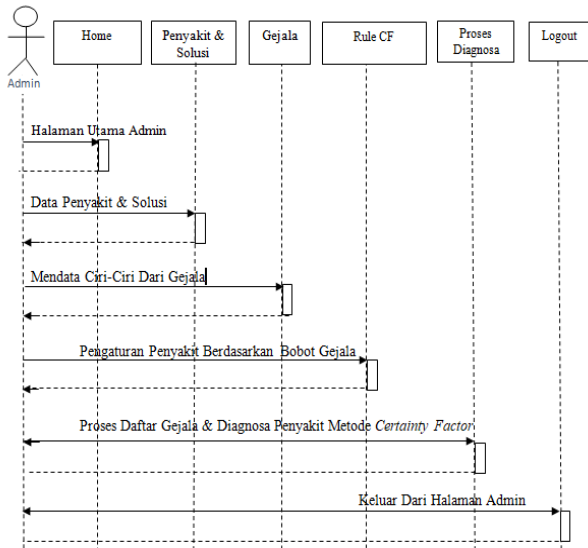 Admin
Home
Penyakit &
Solusi
Gejala
Rule CF
Proses
Diagnosa
Logout
Halaman Utama Admin
Data Penyakit & Solusi
Mendata Ciri-Ciri Dari Gejala
Pengaturan Penyakit Berdasarkan Bobot Gejala
Proses Daftar Gejala & Diagnosa Penyakit Metode Certainty Factor
Keluar Dari Halaman Admin